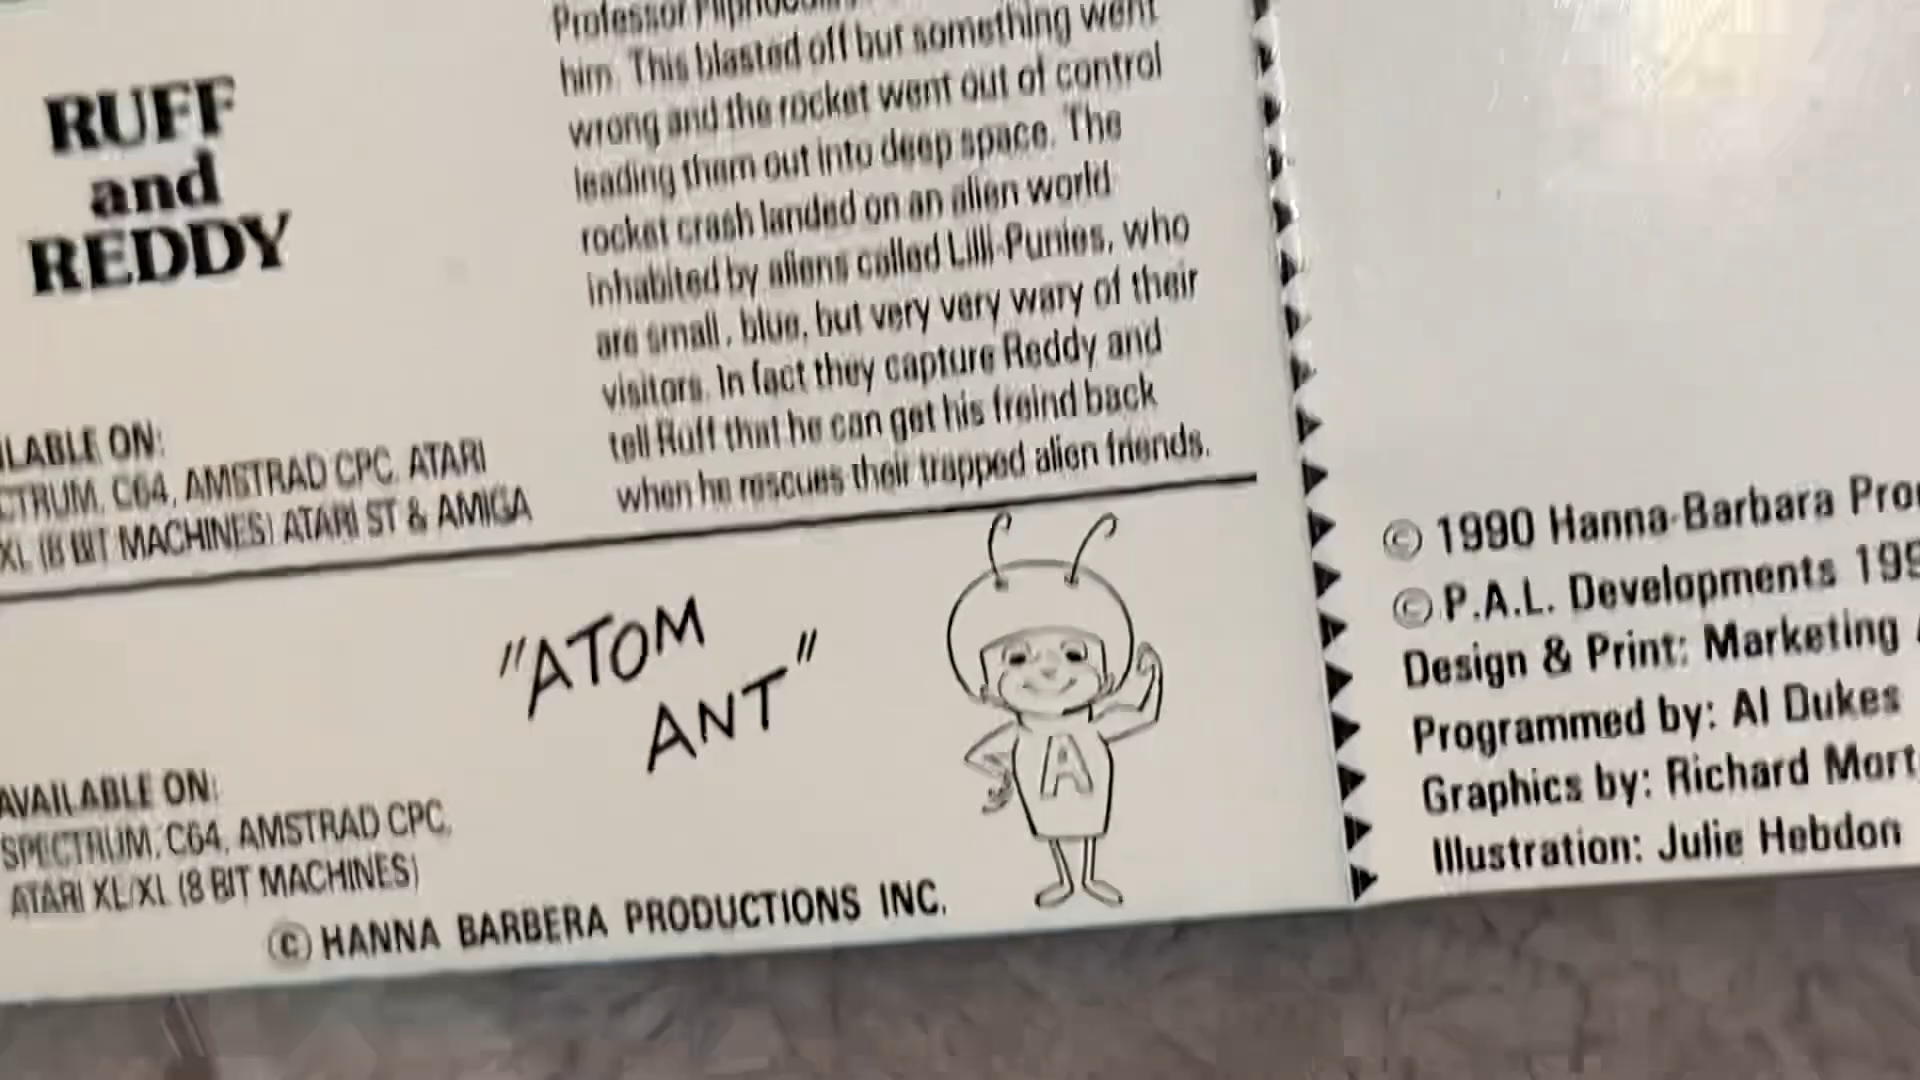 RUFF
and
REDDY
LABLE ON:
CTRUM, C64, AMSTRAD CPC, ATARI
XL (8 BIT MACHINES) ATARI ST & AMIGA
Professor
him. This blasted off but something went
wrong and the rocket went out of control
leading them out into deep space. The
rocket crash landed on an alien world
inhabited by aliens called Lilli-Punies, who
are small, blue, but very very wary of their
visitors. In fact they capture Reddy and
tell Ruff that he can get his freind back
when he rescues their trapped alien friends.
"ATOM
ANT"
A
AVAILABLE ON:
SPECTRUM, C64, AMSTRAD CPC,
ATARI XL/XL (8 BIT MACHINES)
© HANNA BARBERA PRODUCTIONS INC.
© 1990 Hanna-Barbara Pro
© P.A.L. Developments 199
Design & Print: Marketing
Programmed by: Al Dukes
Graphics by: Richard Mort
Illustration: Julie Hebdon